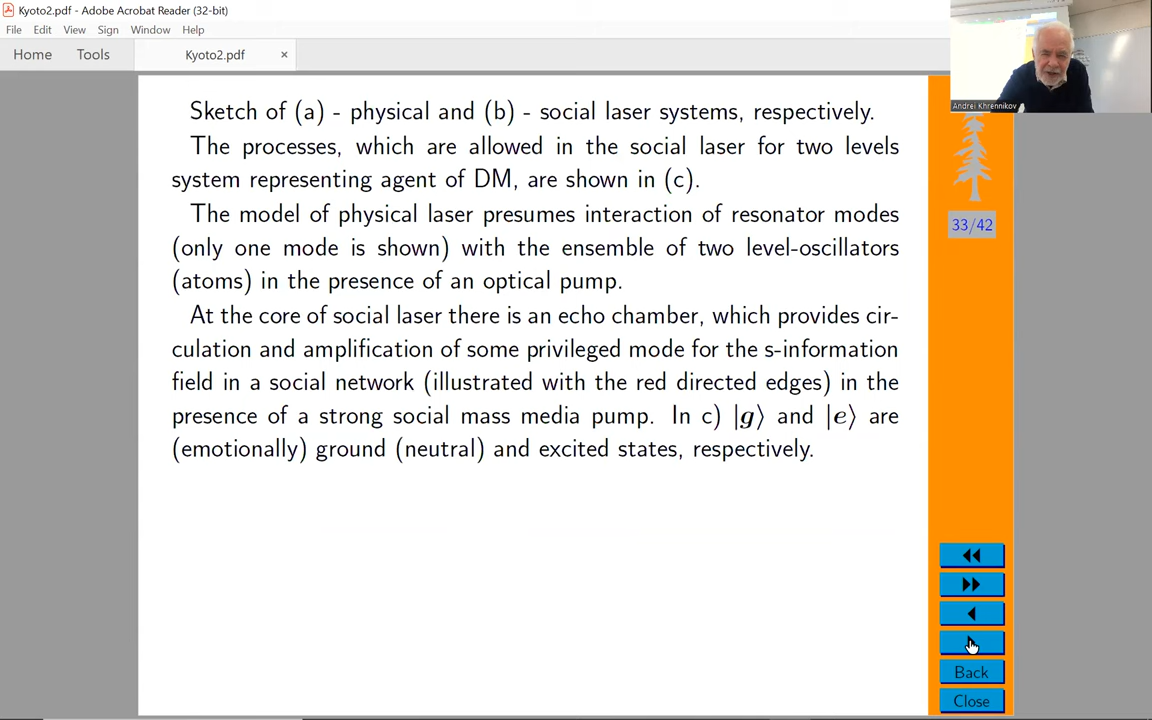 Kyoto2.pdf - Adobe Acrobat Reader (32-bit)
File Edit View Sign Window Help
Home Tools Kyoto2.pdf ×
Andrei Khrennikov
Sketch of (a) - physical and (b) - social laser systems, respectively.
The processes, which are allowed in the social laser for two levels
system representing agent of DM, are shown in (c).
The model of physical laser presumes interaction of resonator modes
(only one mode is shown) with the ensemble of two level-oscillators
(atoms) in the presence of an optical pump.
At the core of social laser there is an echo chamber, which provides cir-
culation and amplification of some privileged mode for the s-information
field in a social network (illustrated with the red directed edges) in the
presence of a strong social mass media pump. In c) |g⟩ and |e⟩ are
(emotionally) ground (neutral) and excited states, respectively.
33/42
Back
Close